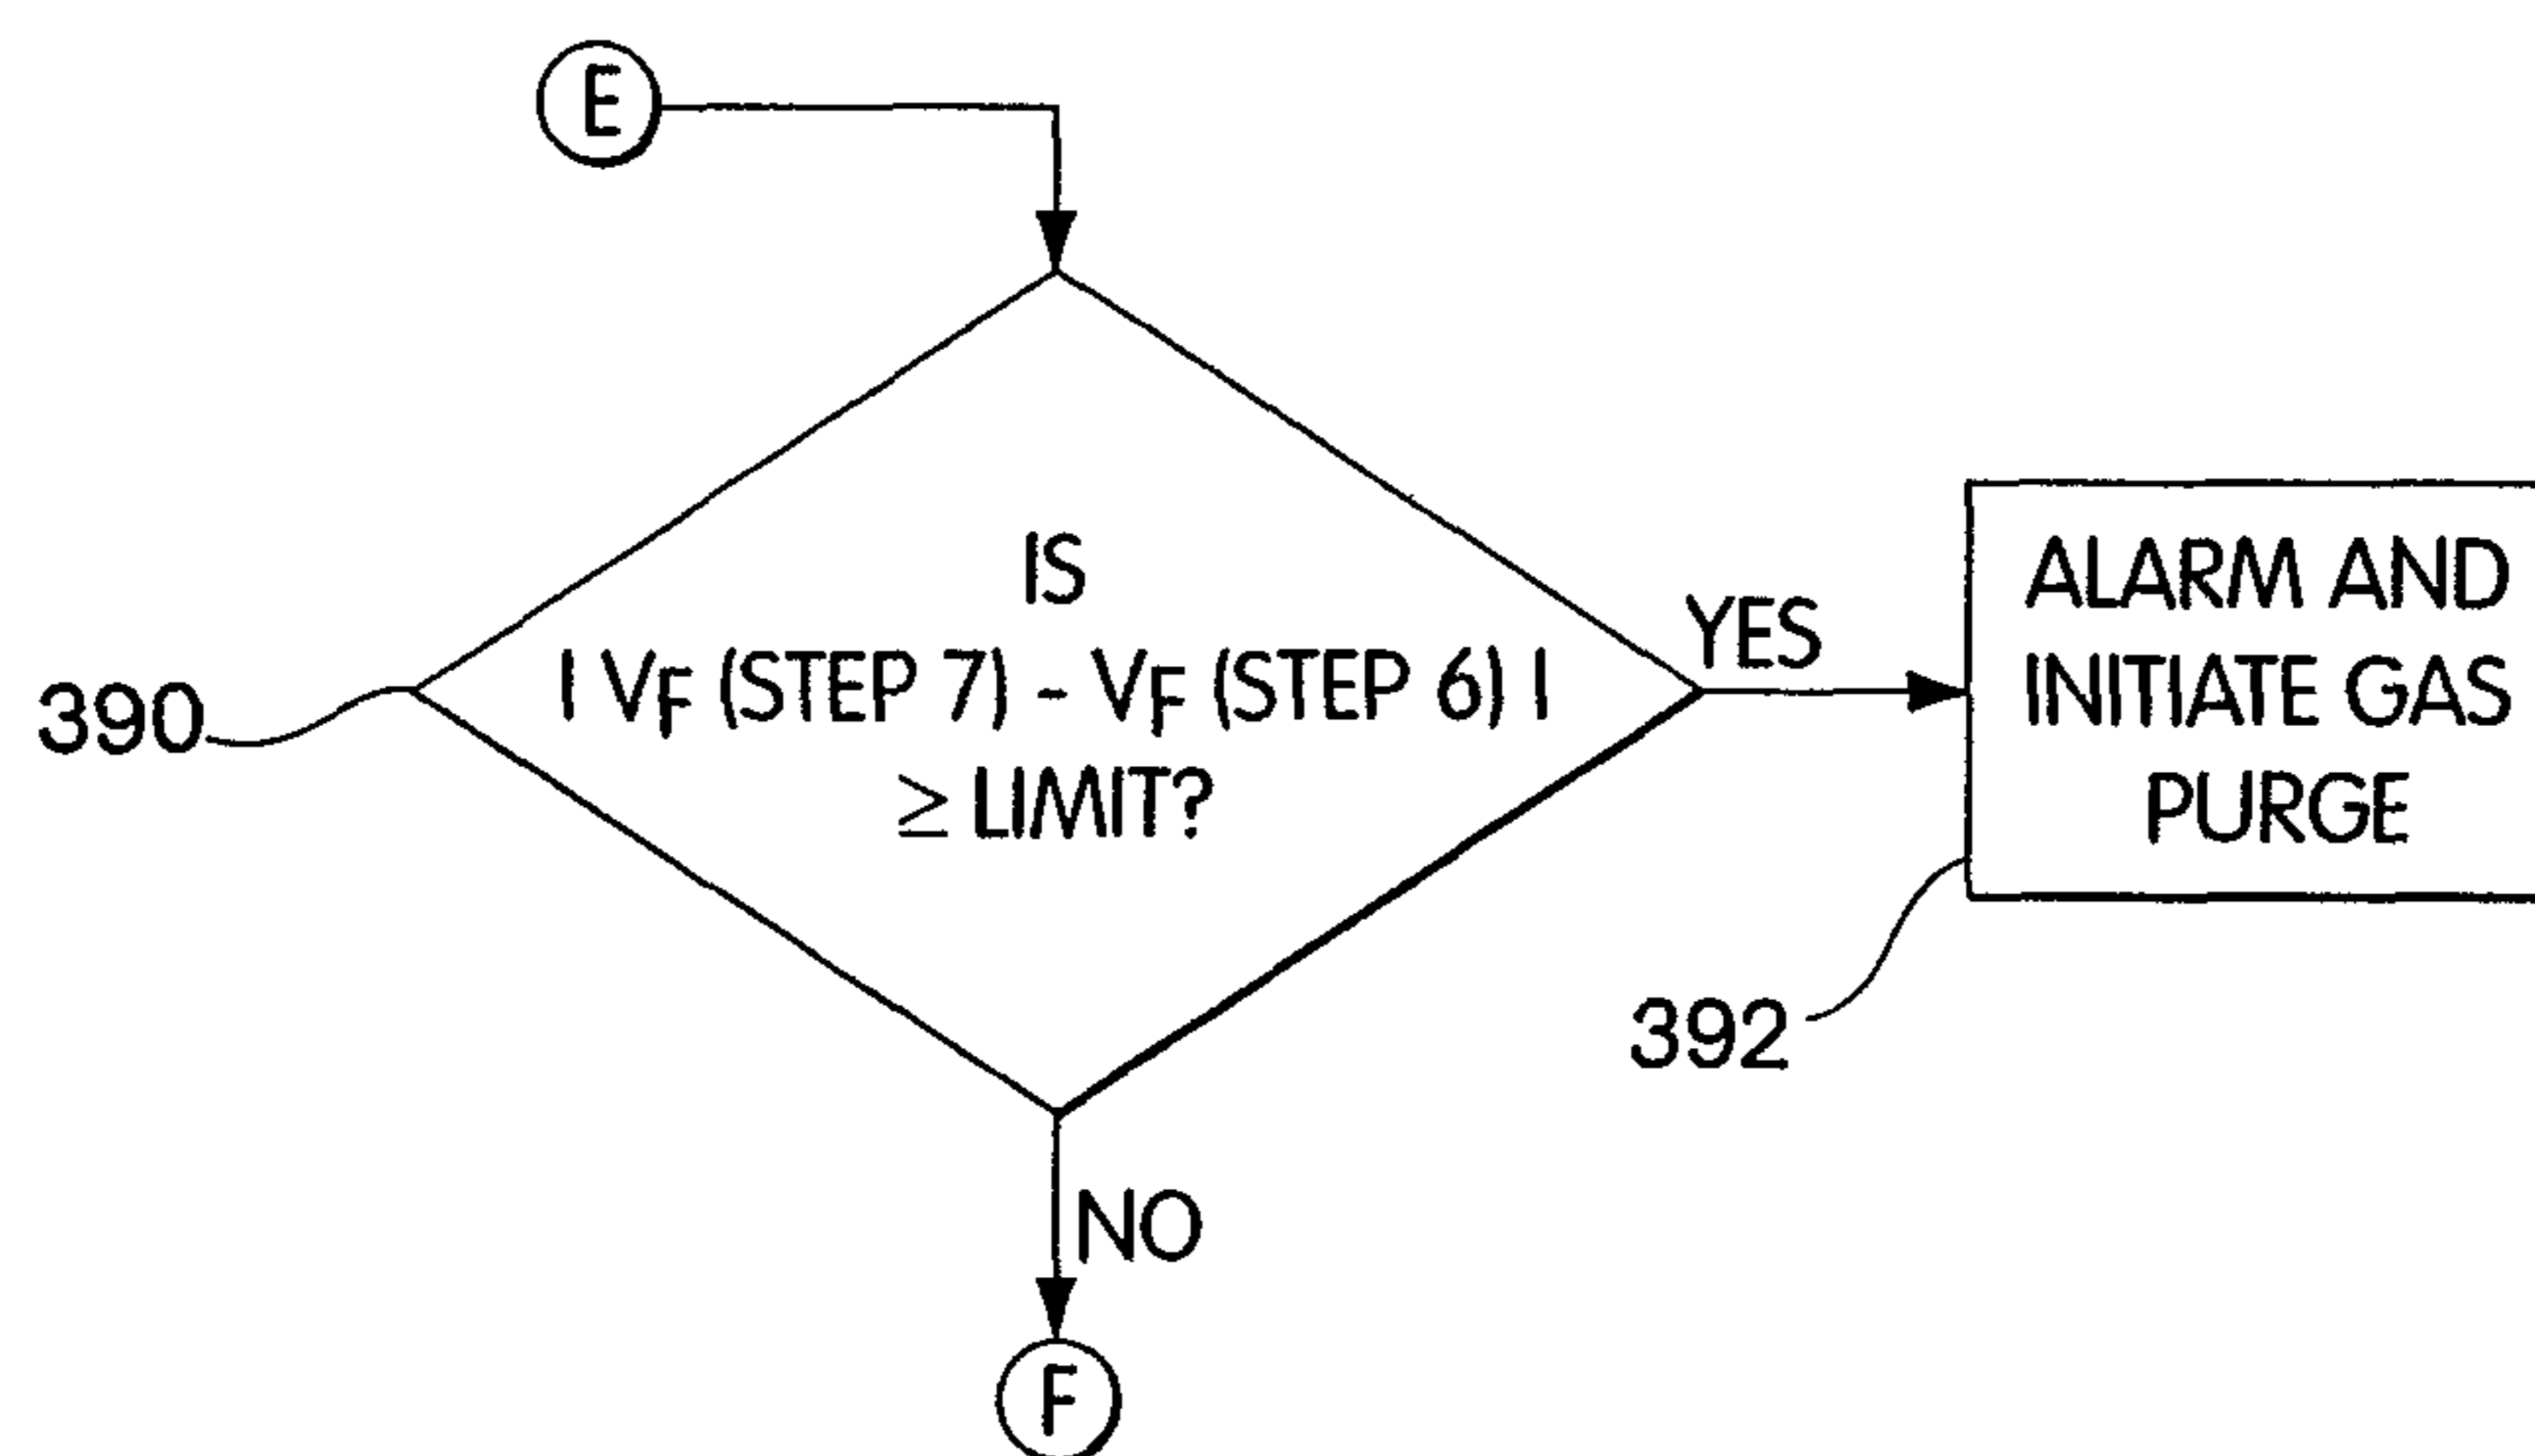 E
IS
| VF (STEP 7) - VF (STEP 6) |
≥ LIMIT?
390
YES
ALARM AND
INITIATE GAS
PURGE
392
NO
F